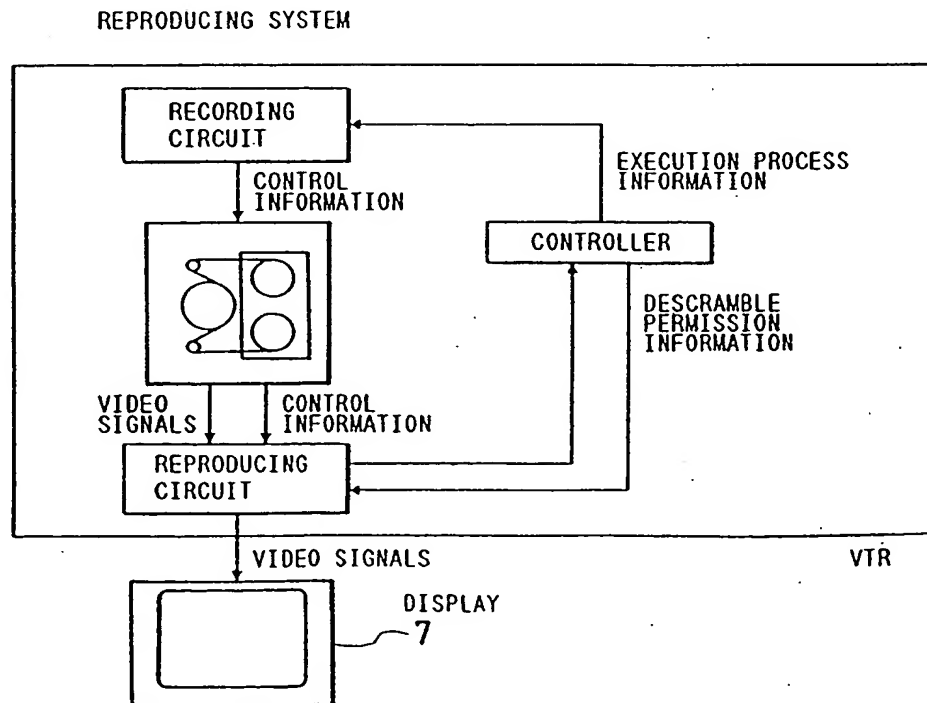 REPRODUCING SYSTEM
RECORDING
CIRCUIT
EXECUTION PROCESS
INFORMATION
CONTROL
INFORMATION
CONTROLLER
DESCRAMBLE
PERMISSION
INFORMATION
VIDEO
SIGNALS
CONTROL
INFORMATION
REPRODUCING
CIRCUIT
VIDEO SIGNALS
VTR
DISPLAY
7